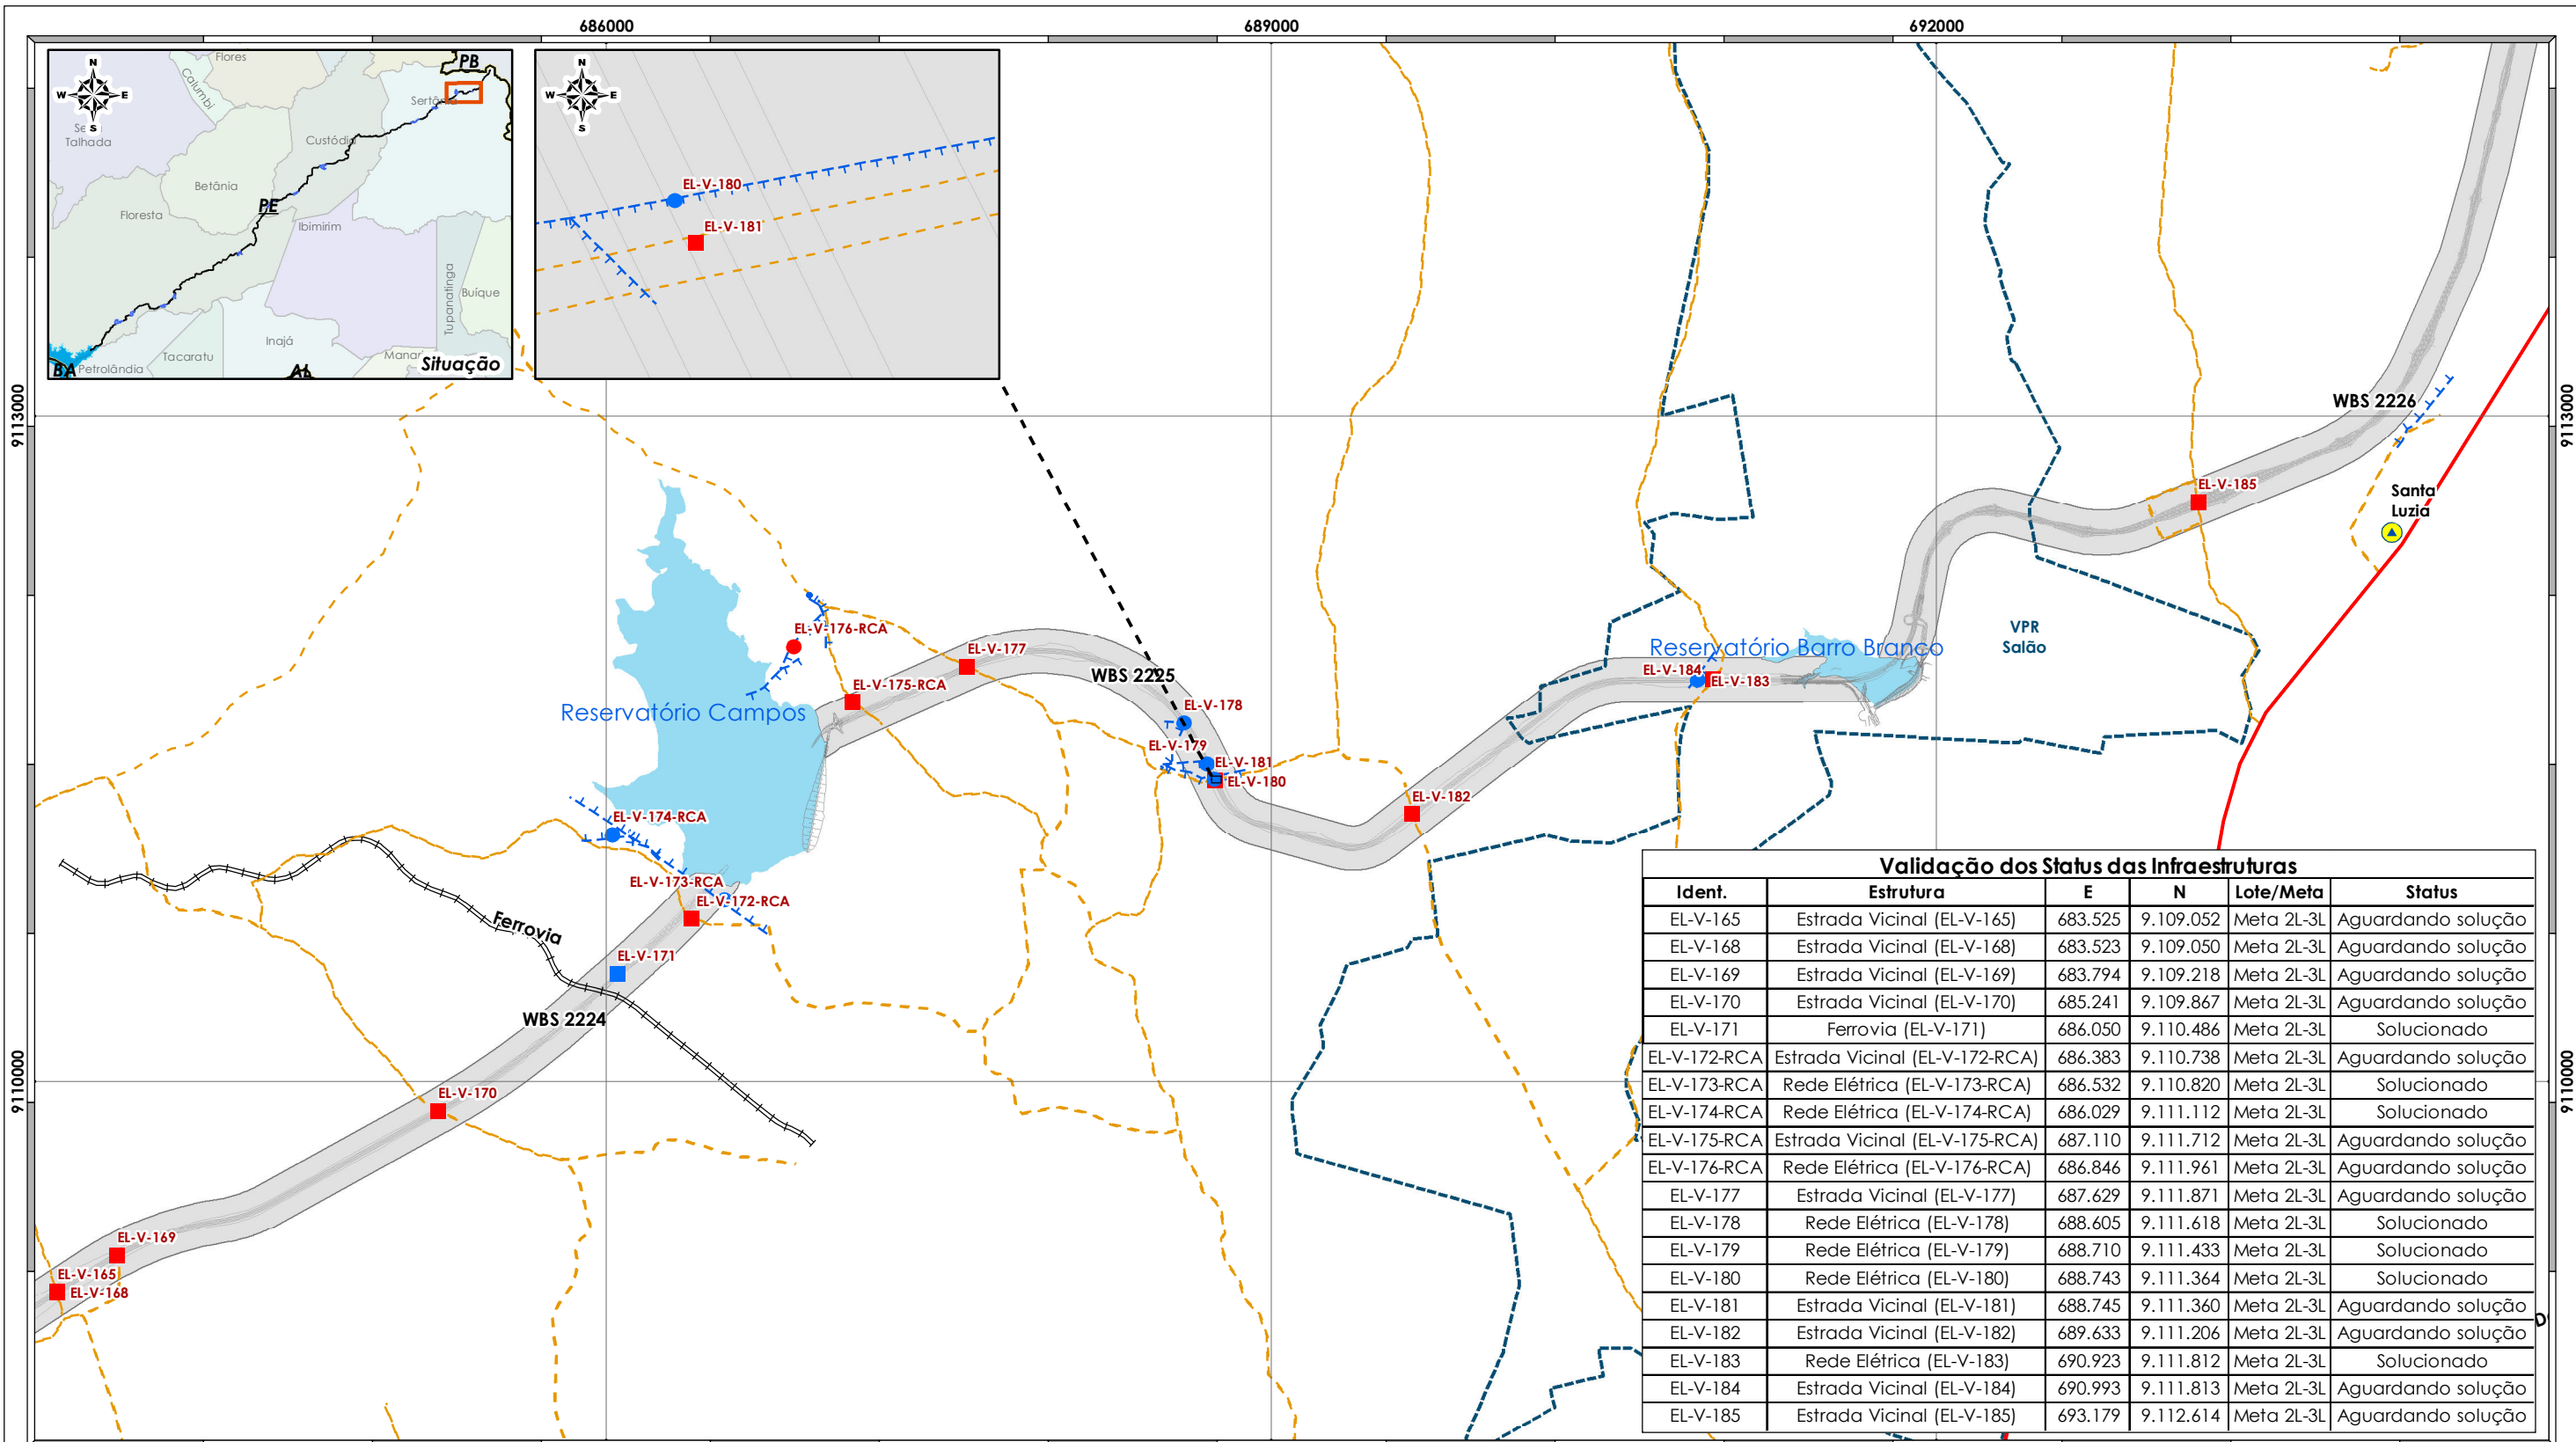 686000
689000
692000
9113000
9110000
9113000
9110000
N
W
E
S
Flores
Calumbi
PB
Talhada
Custódia
Betânia
PE
Floresta
Ibimirim
Tupanatinga
Buíque
Inajá
Tacaratu
BA
Petrolândia
AL
Situação
N
W
E
S
EL-V-180
EL-V-181
WBS 2226
EL-V-185
Santa
Luzia
VPR
Salão
Reservatório Barro Branco
EL-V-184
EL-V-183
EL-V-176-RCA
EL-V-177
WBS 2225
EL-V-175-RCA
Reservatório Campos
EL-V-178
EL-V-179
EL-V-181
EL-V-180
EL-V-182
EL-V-174-RCA
EL-V-173-RCA
EL-V-172-RCA
Ferrovia
EL-V-171
WBS 2224
EL-V-170
EL-V-169
EL-V-165
EL-V-168
Validação dos Status das Infraestruturas
Ident. Estrutura E N Lote/Meta Status
EL-V-165 Estrada Vicinal (EL-V-165) 683.525 9.109.052 Meta 2L-3L Aguardando solução
EL-V-168 Estrada Vicinal (EL-V-168) 683.523 9.109.050 Meta 2L-3L Aguardando solução
EL-V-169 Estrada Vicinal (EL-V-169) 683.794 9.109.218 Meta 2L-3L Aguardando solução
EL-V-170 Estrada Vicinal (EL-V-170) 685.241 9.109.867 Meta 2L-3L Aguardando solução
EL-V-171 Ferrovia (EL-V-171) 686.050 9.110.486 Meta 2L-3L Solucionado
EL-V-172-RCA Estrada Vicinal (EL-V-172-RCA) 686.383 9.110.738 Meta 2L-3L Aguardando solução
EL-V-173-RCA Rede Elétrica (EL-V-173-RCA) 686.532 9.110.820 Meta 2L-3L Solucionado
EL-V-174-RCA Rede Elétrica (EL-V-174-RCA) 686.029 9.111.112 Meta 2L-3L Solucionado
EL-V-175-RCA Estrada Vicinal (EL-V-175-RCA) 687.110 9.111.712 Meta 2L-3L Aguardando solução
EL-V-176-RCA Rede Elétrica (EL-V-176-RCA) 686.846 9.111.961 Meta 2L-3L Aguardando solução
EL-V-177 Estrada Vicinal (EL-V-177) 687.629 9.111.871 Meta 2L-3L Aguardando solução
EL-V-178 Rede Elétrica (EL-V-178) 688.605 9.111.618 Meta 2L-3L Solucionado
EL-V-179 Rede Elétrica (EL-V-179) 688.710 9.111.433 Meta 2L-3L Solucionado
EL-V-180 Rede Elétrica (EL-V-180) 688.743 9.111.364 Meta 2L-3L Solucionado
EL-V-181 Estrada Vicinal (EL-V-181) 688.745 9.111.360 Meta 2L-3L Aguardando solução
EL-V-182 Estrada Vicinal (EL-V-182) 689.633 9.111.206 Meta 2L-3L Aguardando solução
EL-V-183 Rede Elétrica (EL-V-183) 690.923 9.111.812 Meta 2L-3L Solucionado
EL-V-184 Estrada Vicinal (EL-V-184) 690.993 9.111.813 Meta 2L-3L Aguardando solução
EL-V-185 Estrada Vicinal (EL-V-185) 693.179 9.112.614 Meta 2L-3L Aguardando solução